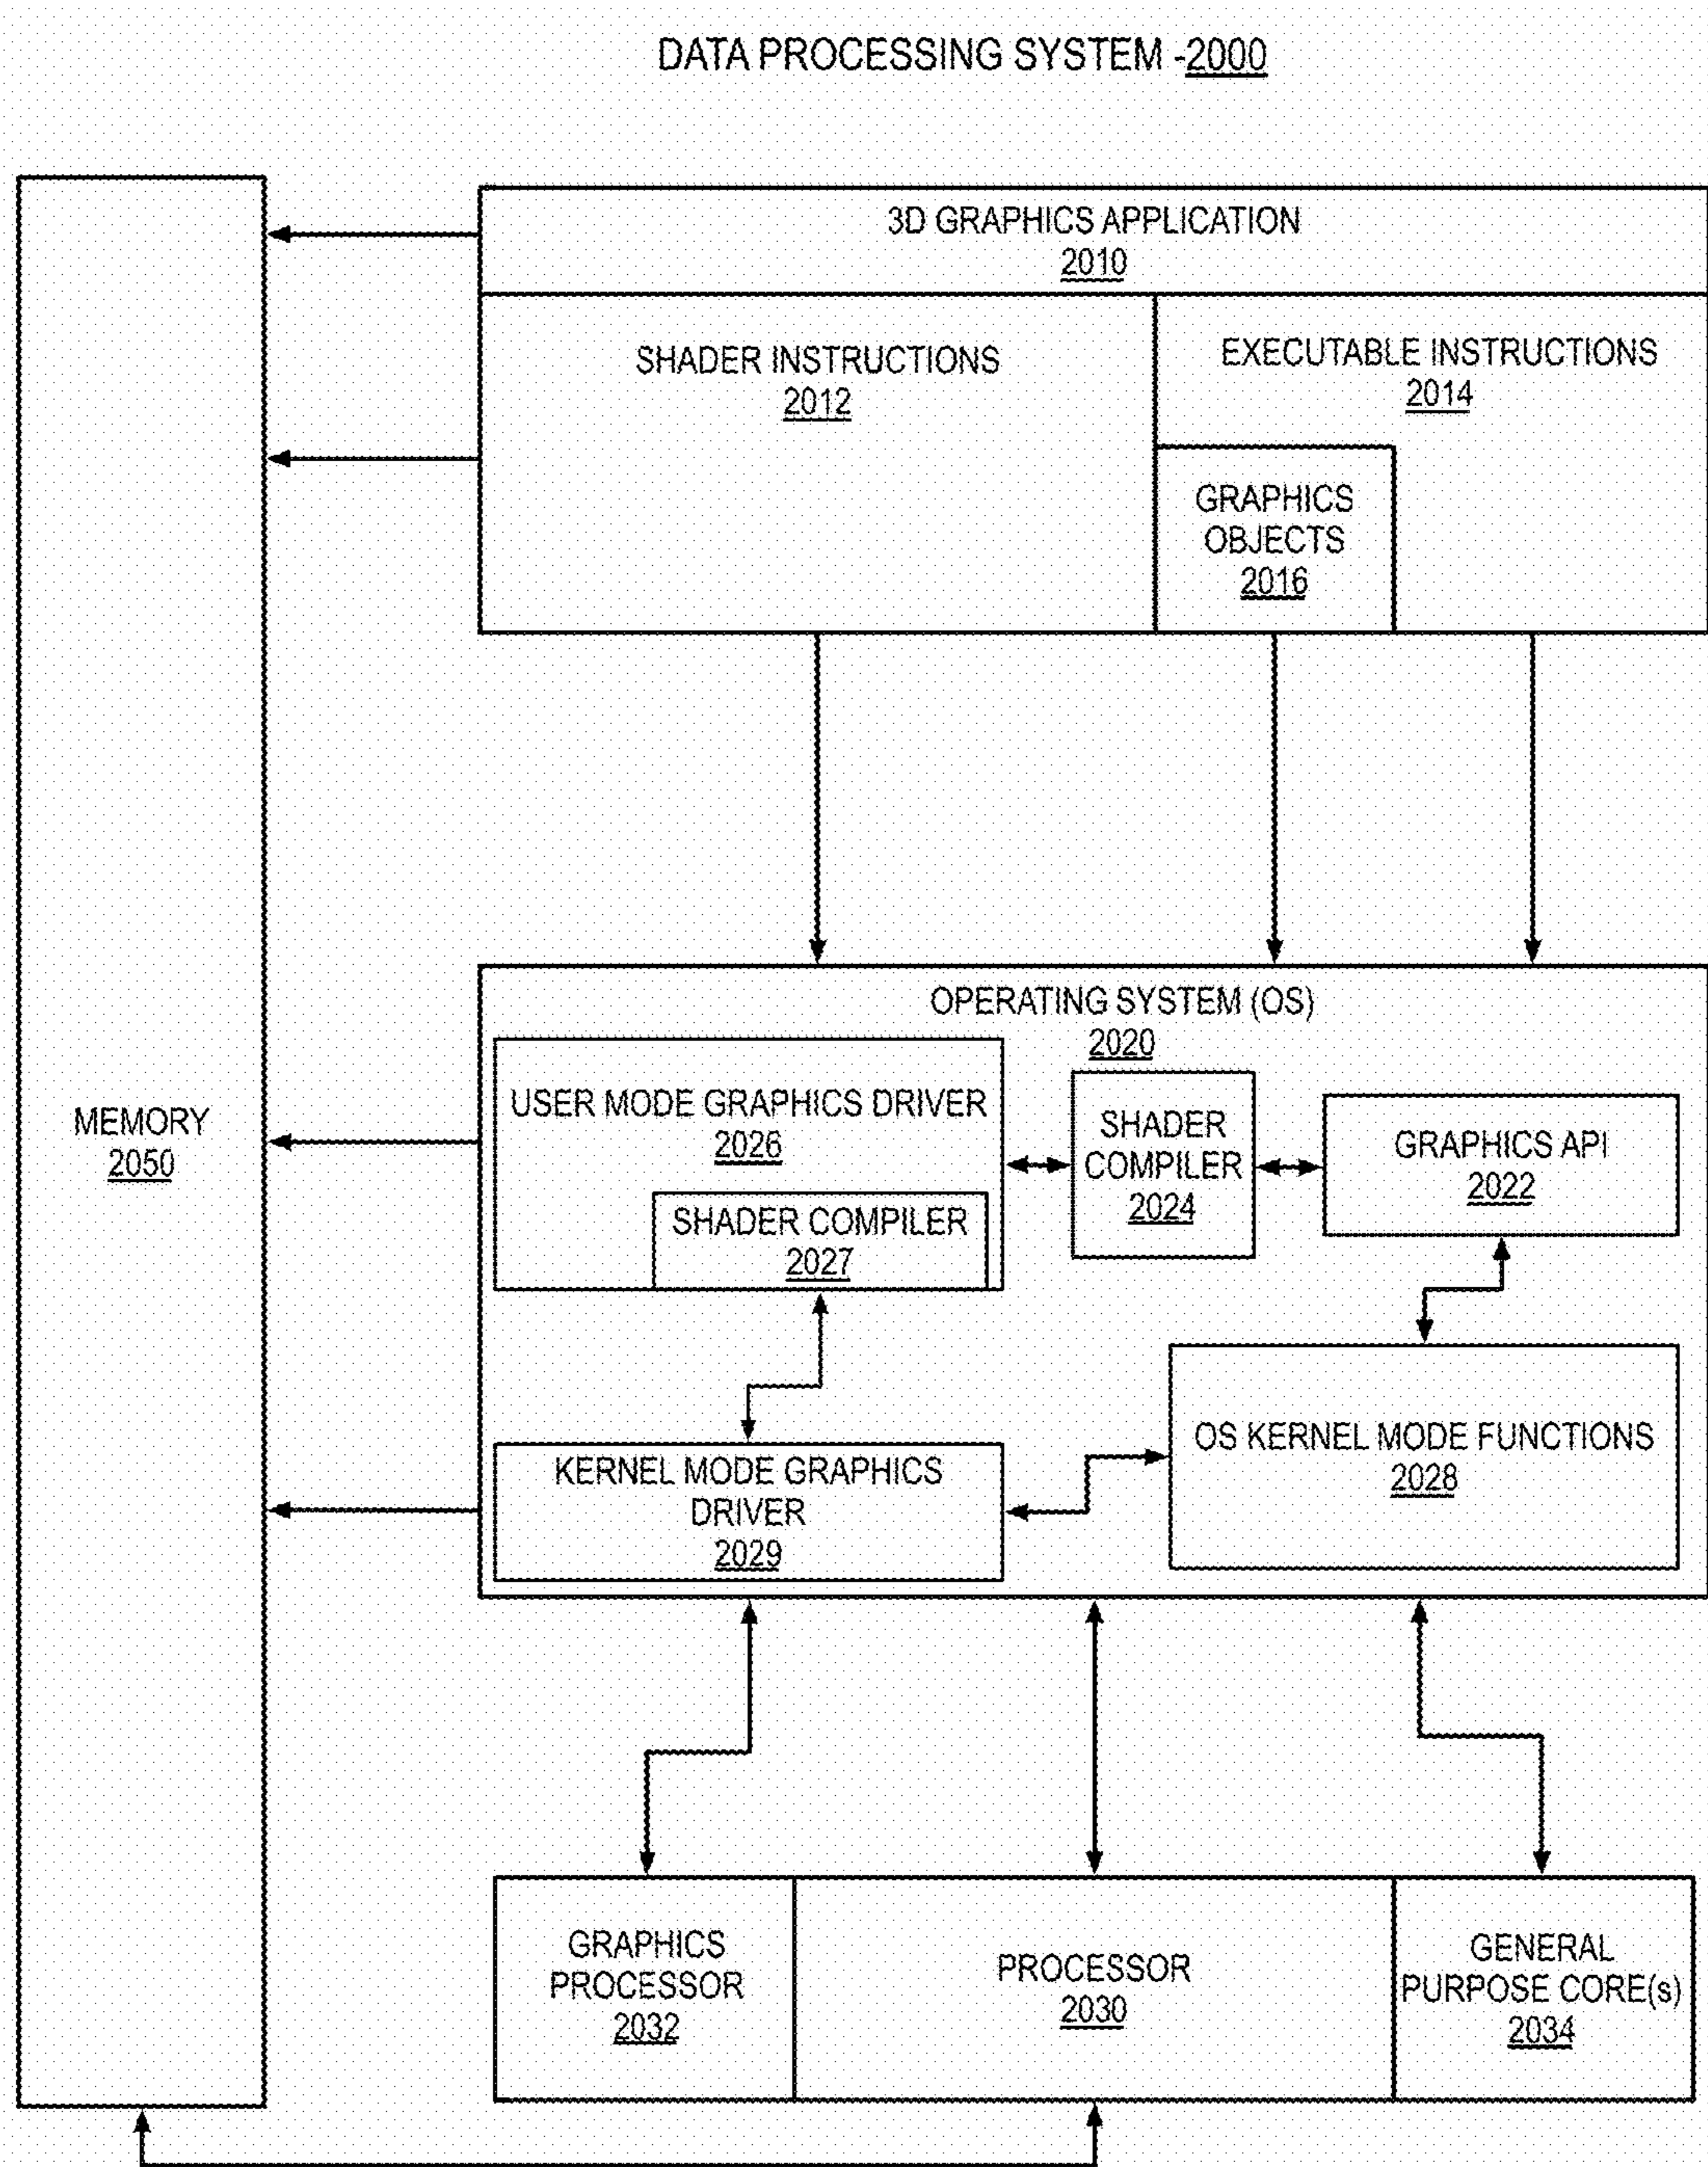 DATA PROCESSING SYSTEM -2000
3D GRAPHICS APPLICATION
2010
SHADER INSTRUCTIONS
2012
EXECUTABLE INSTRUCTIONS
2014
GRAPHICS
OBJECTS
2016
OPERATING SYSTEM (OS)
2020
USER MODE GRAPHICS DRIVER
2026
SHADER COMPILER
2027
SHADER
COMPILER
2024
GRAPHICS API
2022
MEMORY
2050
KERNEL MODE GRAPHICS
DRIVER
2029
OS KERNEL MODE FUNCTIONS
2028
GRAPHICS
PROCESSOR
2032
PROCESSOR
2030
GENERAL
PURPOSE CORE(s)
2034